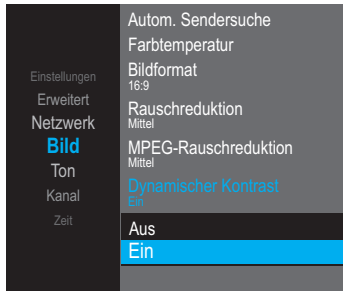 Einstellungen
Erweitert
Netzwerk
Bild
Ton
Kanal
Zeit
Autom. Sendersuche
Farbtemperatur
Bildformat
16:9
Rauschreduktion
Mittel
MPEG-Rauschreduktion
Mittel
Dynamischer Kontrast
Ein
Aus
Ein